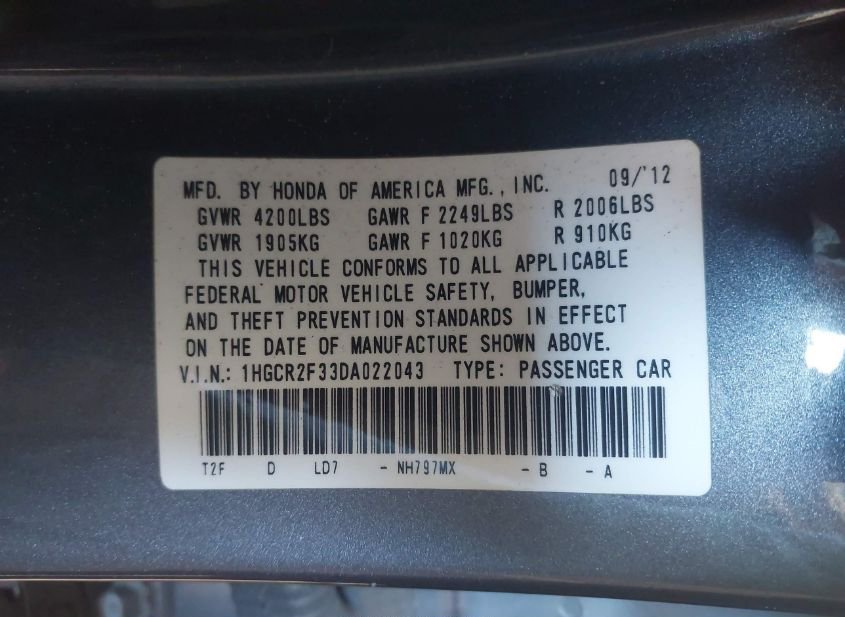 MFD. BY HONDA OF AMERICA MFG., INC. 09/'12
GVWR 4200LBS GAWR F 2249LBS R 2006LBS
GVWR 1905KG GAWR F 1020KG R 910KG
THIS VEHICLE CONFORMS TO ALL APPLICABLE
FEDERAL MOTOR VEHICLE SAFETY, BUMPER,
AND THEFT PREVENTION STANDARDS IN EFFECT
ON THE DATE OF MANUFACTURE SHOWN ABOVE.
V.I.N.: 1HGCR2F33DA022043 TYPE: PASSENGER CAR
T2F D LD7 - NH797MX - B - A